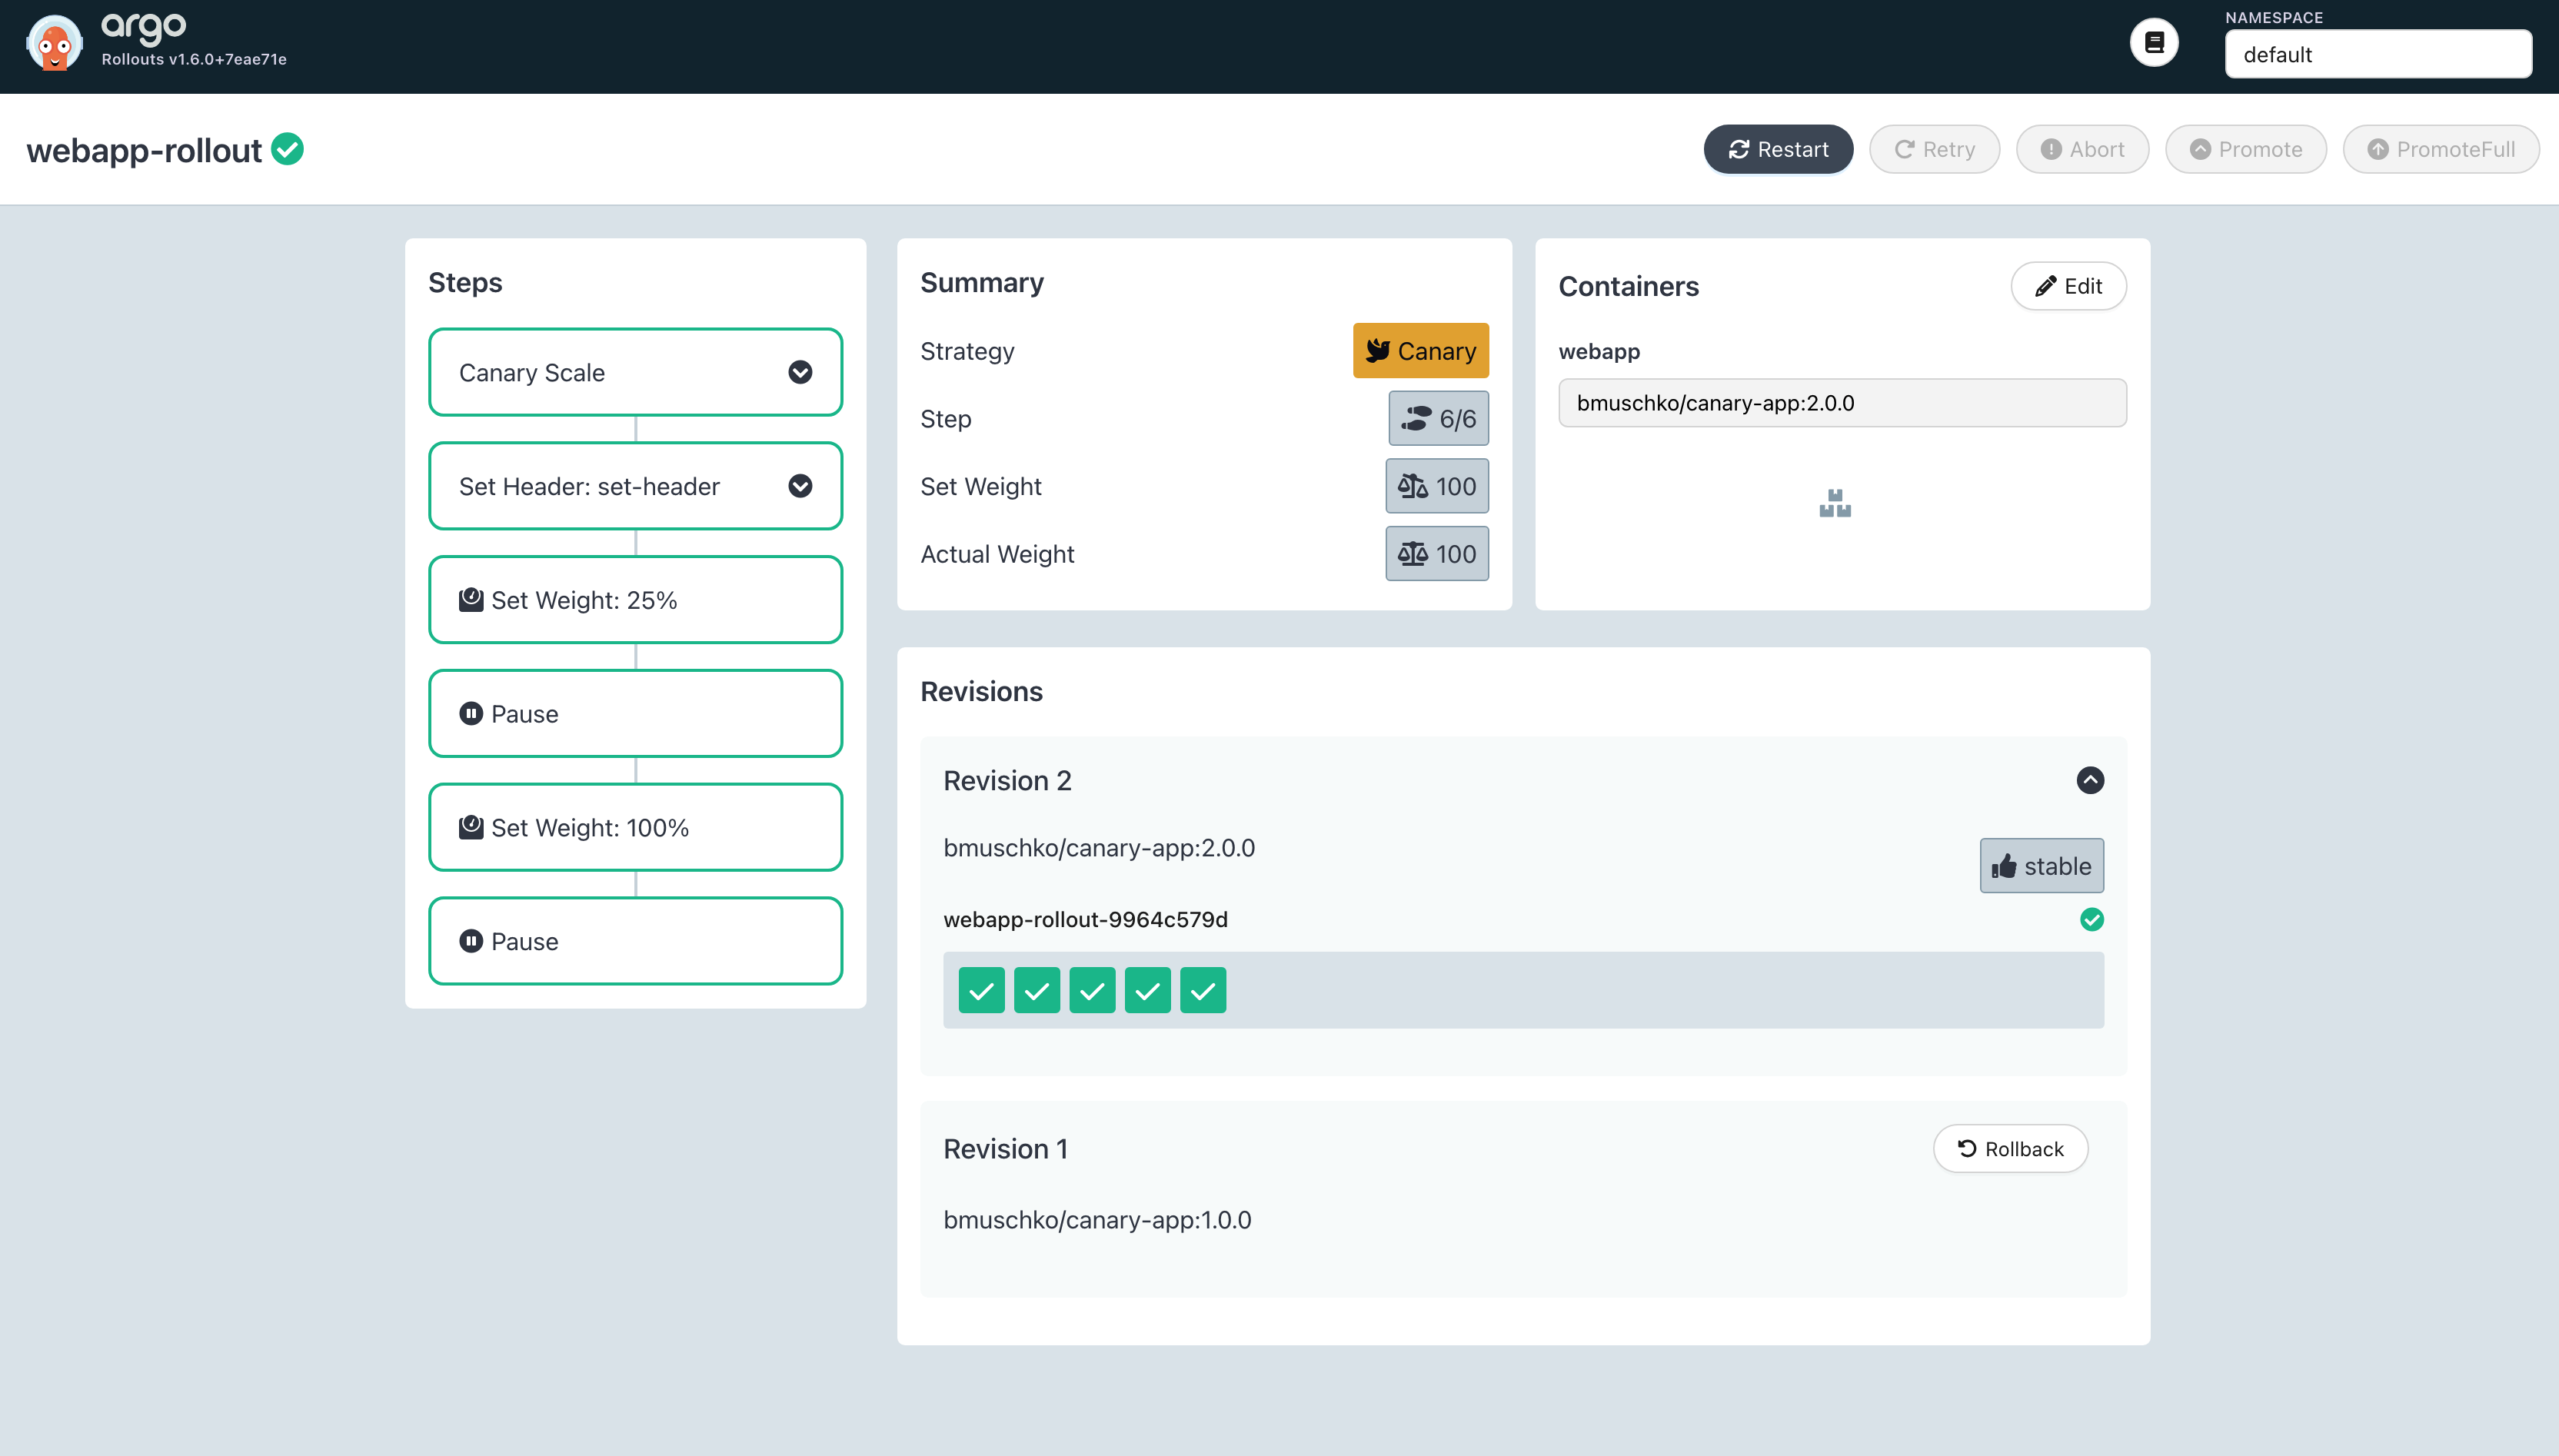 argo
Rollouts v1.6.0+7eae71e
NAMESPACE
default
webapp-rollout
Restart
Retry
Abort
Promote
PromoteFull
Steps
Canary Scale
Set Header: set-header
Set Weight: 25%
Pause
Set Weight: 100%
Pause
Summary
Strategy
Canary
Step
6/6
Set Weight
100
Actual Weight
100
Containers
Edit
webapp
bmuschko/canary-app:2.0.0
Revisions
Revision 2
bmuschko/canary-app:2.0.0
stable
webapp-rollout-9964c579d
Revision 1
Rollback
bmuschko/canary-app:1.0.0